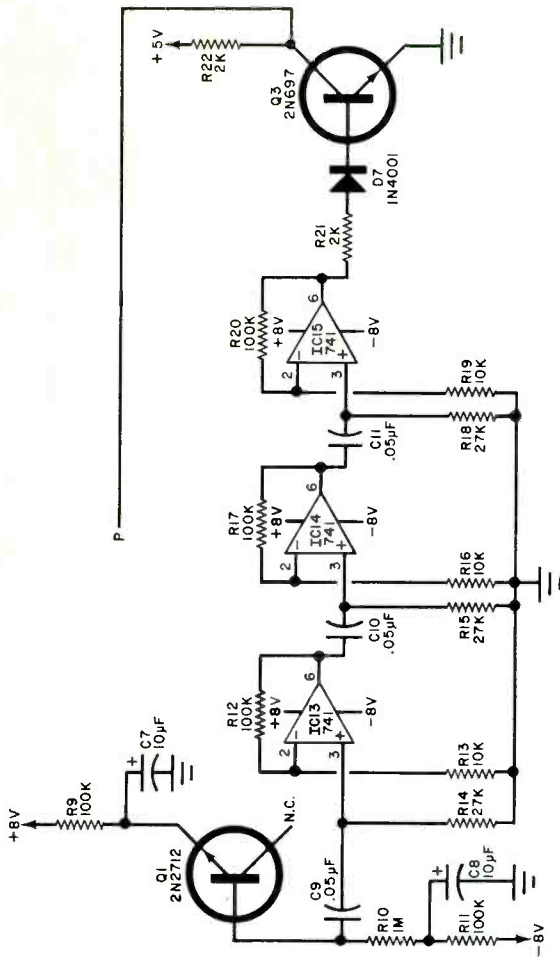 +8V
R9
100K
C7
10µF
+
Q1
2N2712
N.C.
C9
.05µF
R10
1M
C8
10µF
+
R11
100K
-8V
R12
100K
+8V
2
-
IC13
741
6
3
+
-8V
R14
27K
R13
10K
C10
.05µF
R17
100K
+8V
2
-
IC14
741
6
3
+
-8V
R15
27K
R16
10K
C11
.05µF
R20
100K
+8V
2
-
IC15
741
6
3
+
-8V
R18
27K
R19
10K
R21
2K
D7
1N4001
Q3
2N697
R22
2K
+5V
P